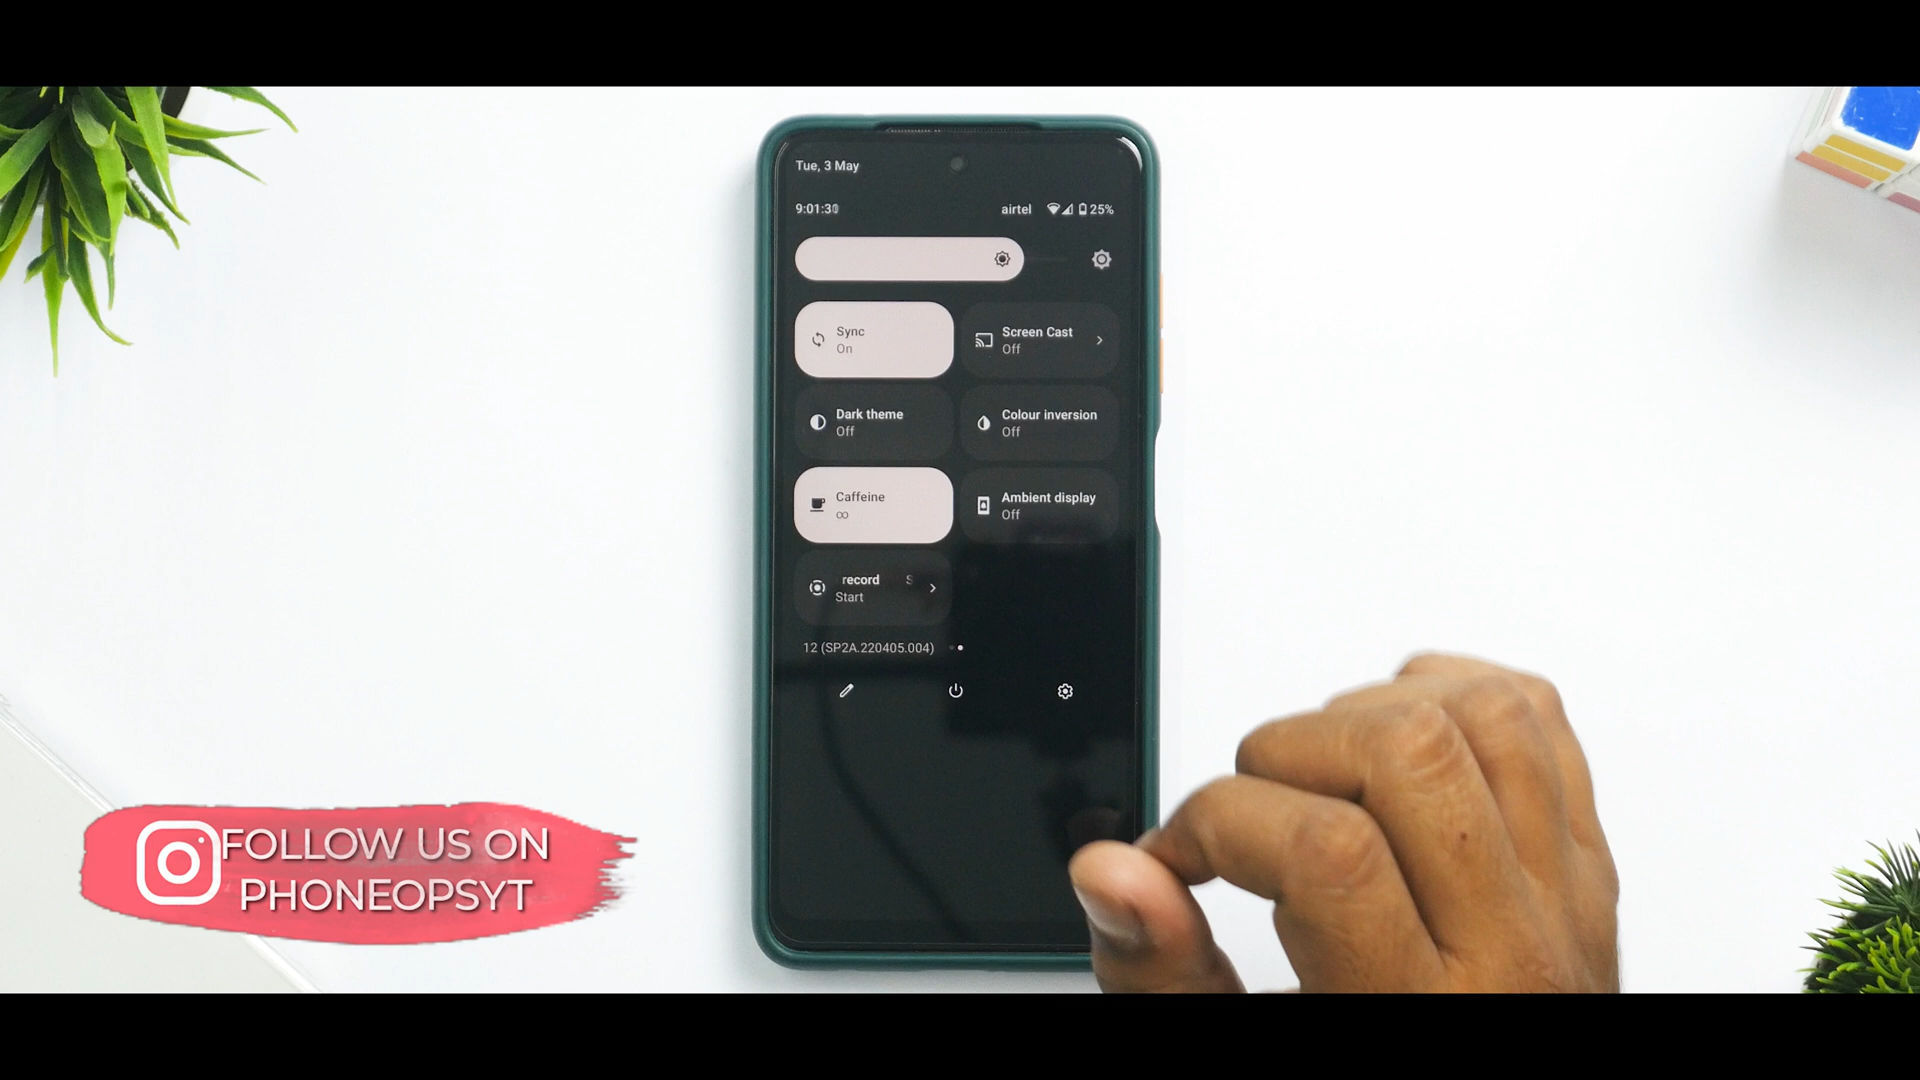 Tue, 3 May
9:01:30 airtel 25%
Sync
On
Screen Cast
Off
Dark theme
Off
Colour inversion
Off
Caffeine
∞
Ambient display
Off
record S
Start
12 (SP2A.220405.004)
FOLLOW US ON
PHONEOPSYT